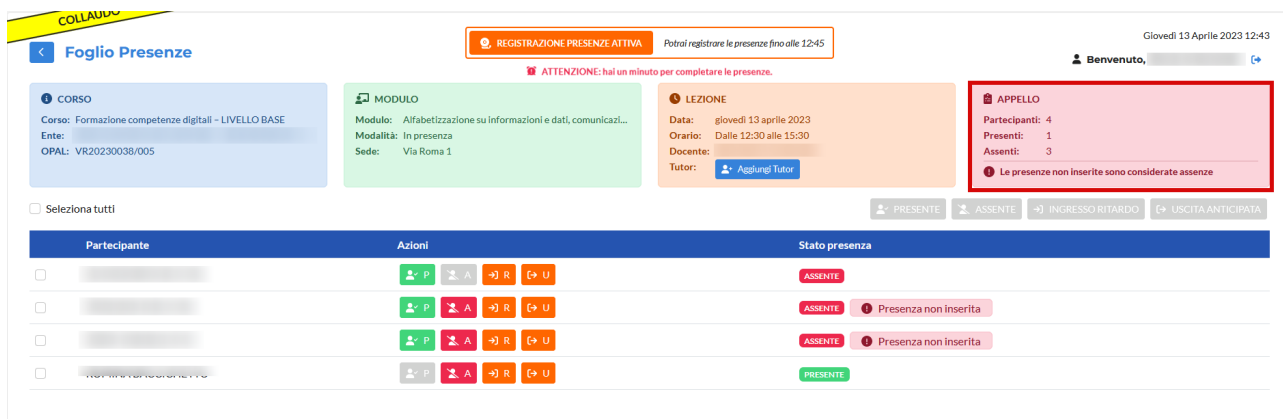 COLLAUDO
Foglio Presenze
REGISTRAZIONE PRESENZE ATTIVA Potrai registrare le presenze fino alle 12:45
ATTENZIONE: hai un minuto per completare le presenze.
Giovedì 13 Aprile 2023 12:43
Benvenuto,
CORSO
Corso: Formazione competenze digitali – LIVELLO BASE
Ente:
OPAL: VR20230038/005
MODULO
Modulo: Alfabetizzazione su informazioni e dati, comunicazi...
Modalità: In presenza
Sede: Via Roma 1
LEZIONE
Data: giovedì 13 aprile 2023
Orario: Dalle 12:30 alle 15:30
Docente:
Tutor: Aggiungi Tutor
APPELLO
Partecipanti: 4
Presenti: 1
Assenti: 3
Le presenze non inserite sono considerate assenze
Seleziona tutti
PRESENTE ASSENTE INGRESSO RITARDO USCITA ANTICIPATA
Partecipante Azioni Stato presenza
P A R U ASSENTE
P A R U ASSENTE Presenza non inserita
P A R U ASSENTE Presenza non inserita
P A R U PRESENTE